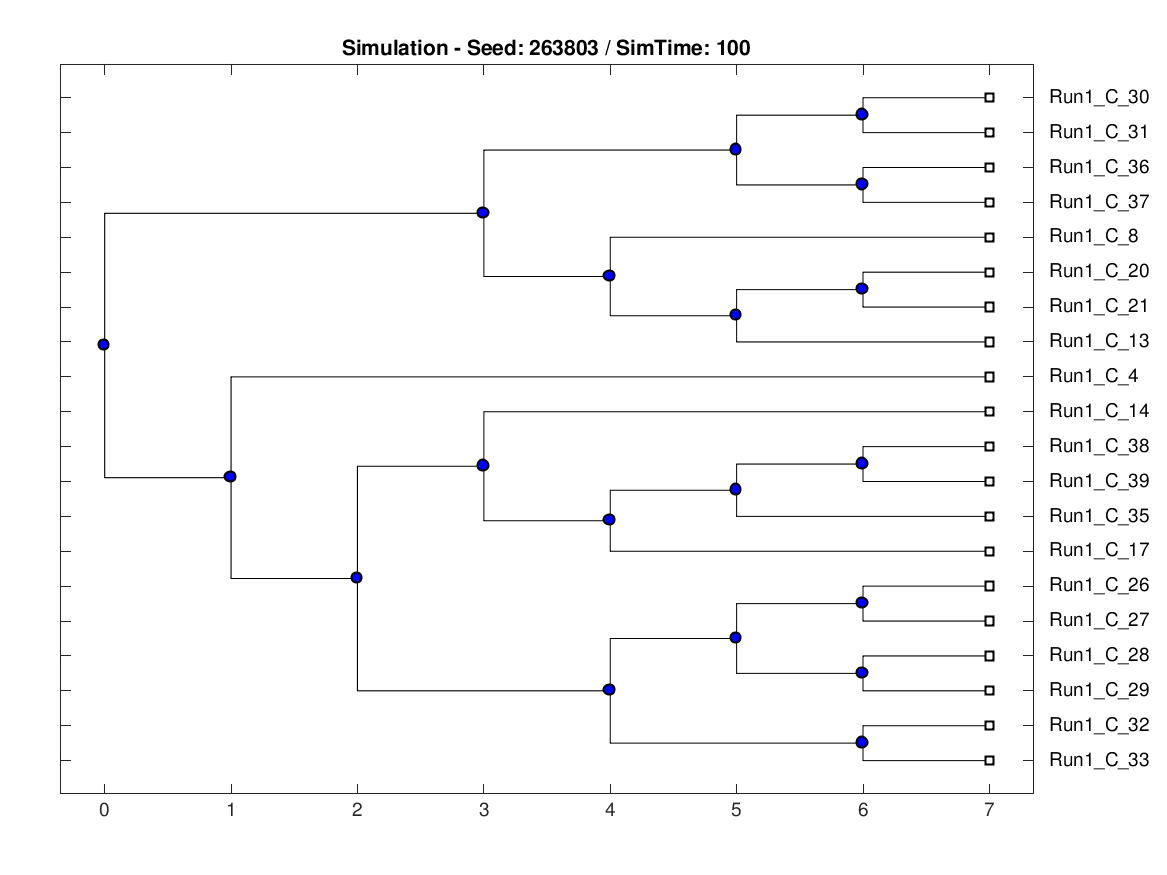 Simulation - Seed: 263803 / SimTime: 100
Run1_C_30
Run1_C_31
Run1_C_36
Run1_C_37
Run1_C_8
Run1_C_20
Run1_C_21
Run1_C_13
Run1_C_4
Run1_C_14
Run1_C_38
Run1_C_39
Run1_C_35
Run1_C_17
Run1_C_26
Run1_C_27
Run1_C_28
Run1_C_29
Run1_C_32
Run1_C_33
0 1 2 3 4 5 6 7